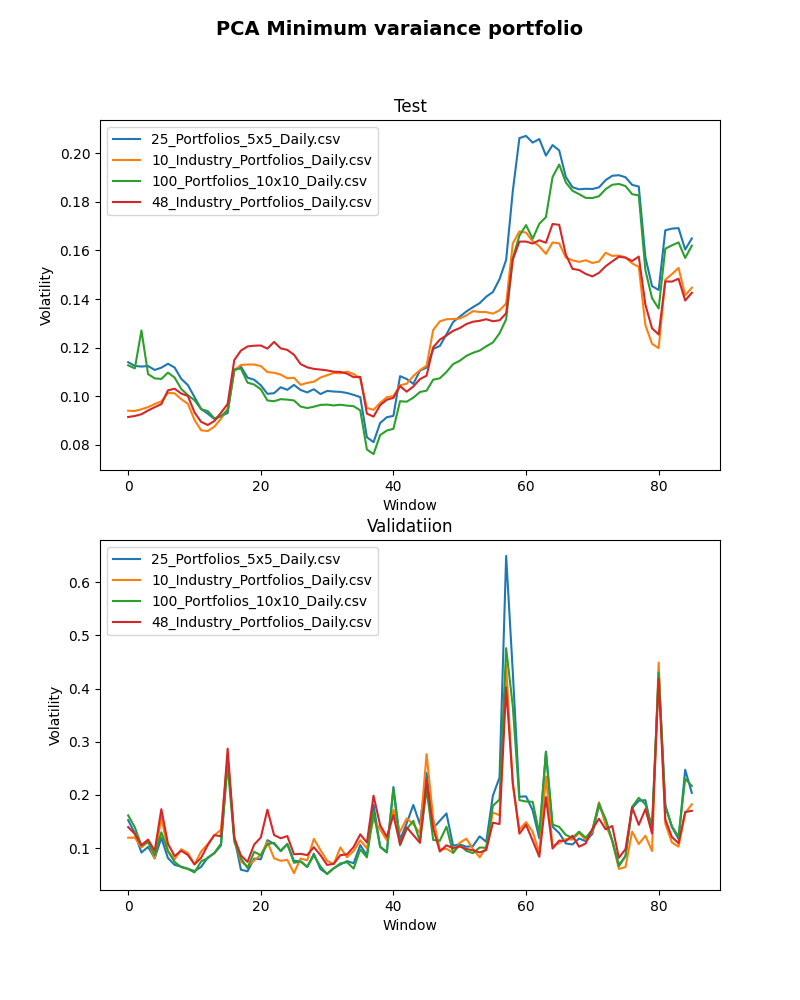 PCA Minimum varaiance portfolio
Test
25_Portfolios_5x5_Daily.csv
10_Industry_Portfolios_Daily.csv
100_Portfolios_10x10_Daily.csv
48_Industry_Portfolios_Daily.csv
0.20
0.18
0.16
0.14
0.12
0.10
0.08
Volatility
0 20 40 60 80
Window
Validatiion
25_Portfolios_5x5_Daily.csv
10_Industry_Portfolios_Daily.csv
100_Portfolios_10x10_Daily.csv
48_Industry_Portfolios_Daily.csv
0.6
0.5
0.4
0.3
0.2
0.1
Volatility
0 20 40 60 80
Window